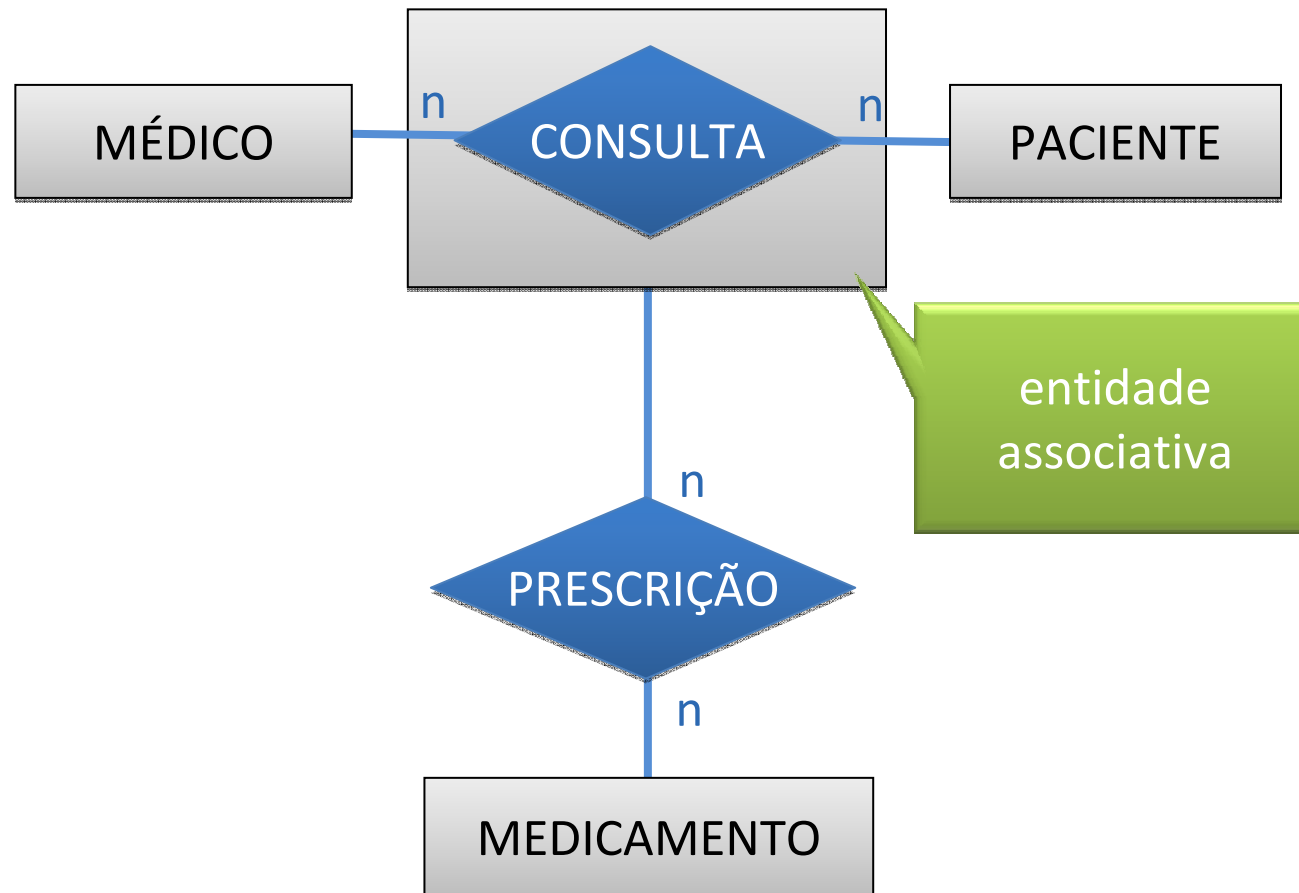 MÉDICO
n
CONSULTA
n
PACIENTE
entidade
associativa
n
PRESCRIÇÃO
n
MEDICAMENTO